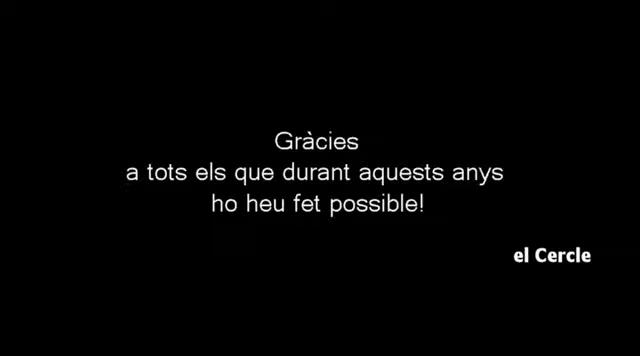 Gràcies
a tots els que durant aquests anys
ho heu fet possible!
el Cercle